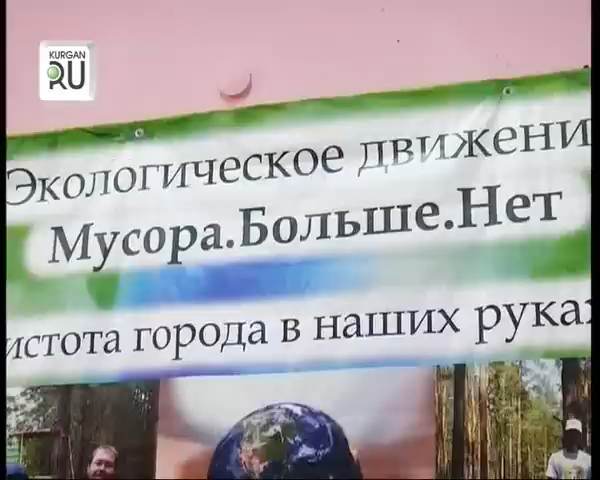 KURGAN
RU
Экологическое движени
Мусора.Больше.Нет
истота города в наших рука